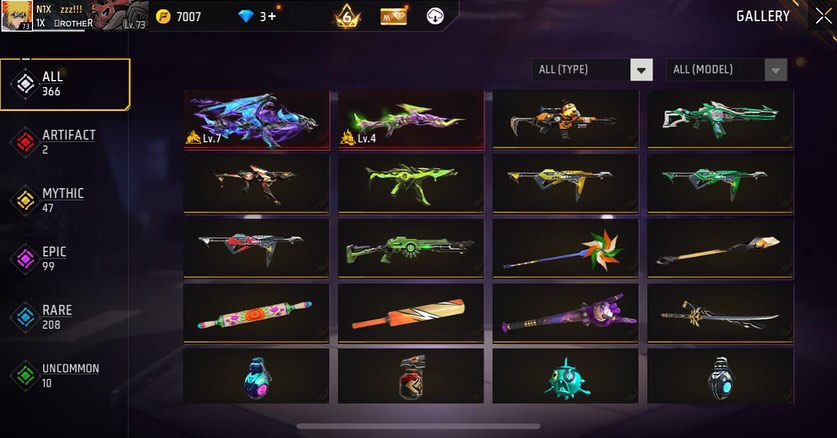 N1X zzz!!!
1X BROTHER
73
Lv.73
7007
3+
6
GALLERY
ALL (TYPE)
ALL (MODEL)
ALL
366
ARTIFACT
2
MYTHIC
47
EPIC
99
RARE
208
UNCOMMON
10
Lv.7
Lv.4